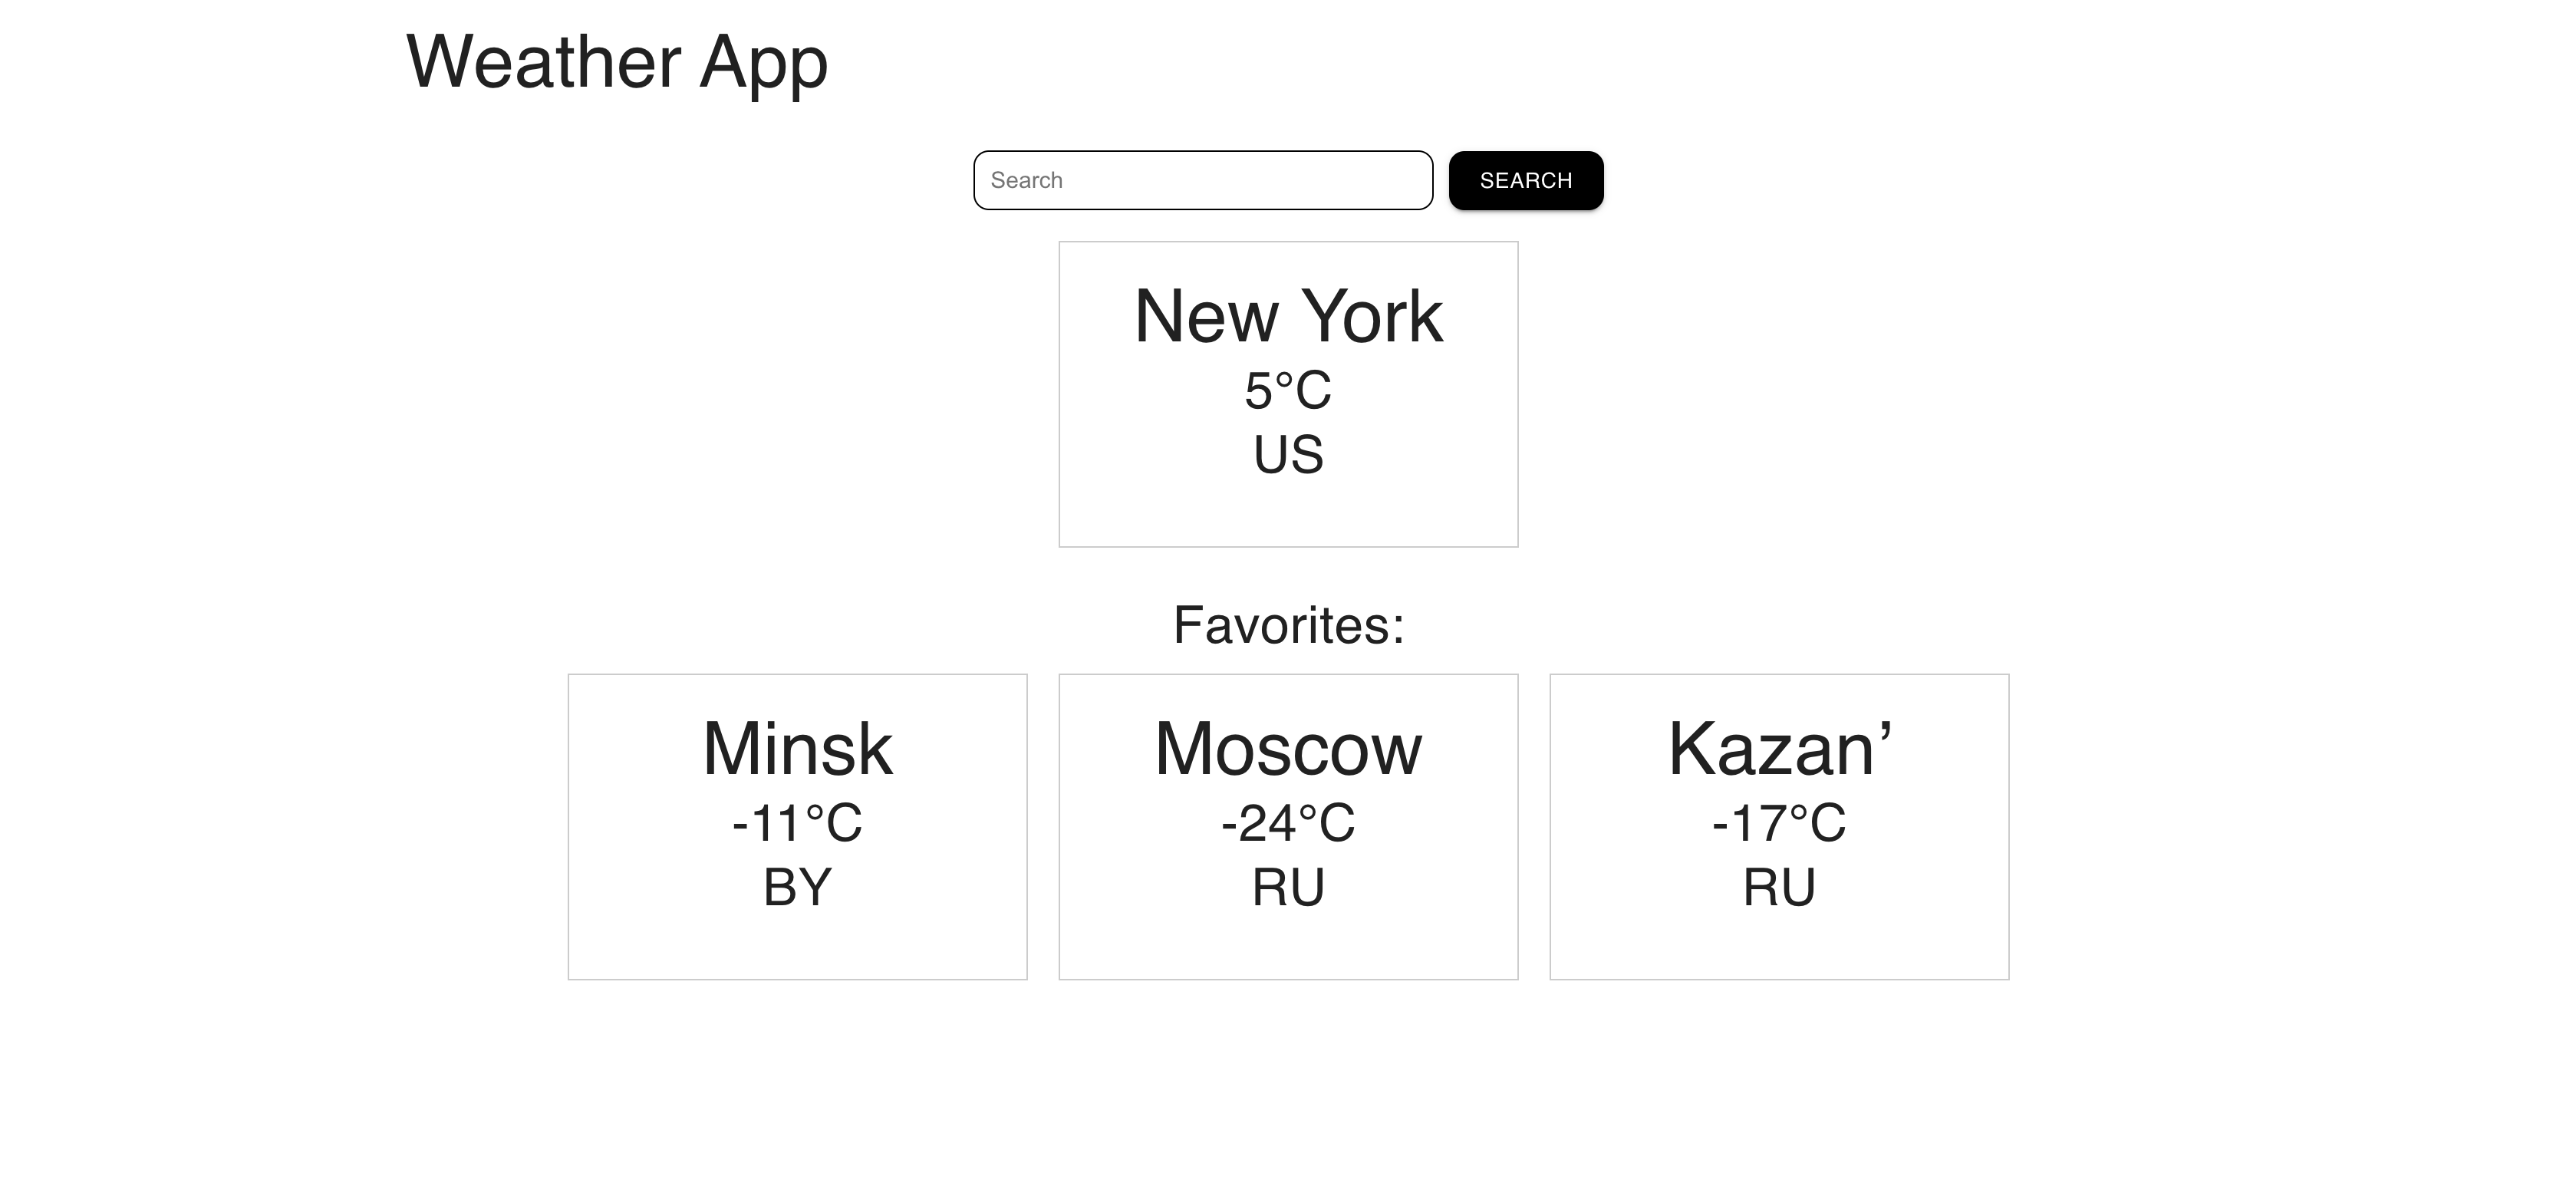 Weather App
Search
SEARCH
New York
5°C
US
Favorites:
Minsk
-11°C
BY
Moscow
-24°C
RU
Kazan’
-17°C
RU